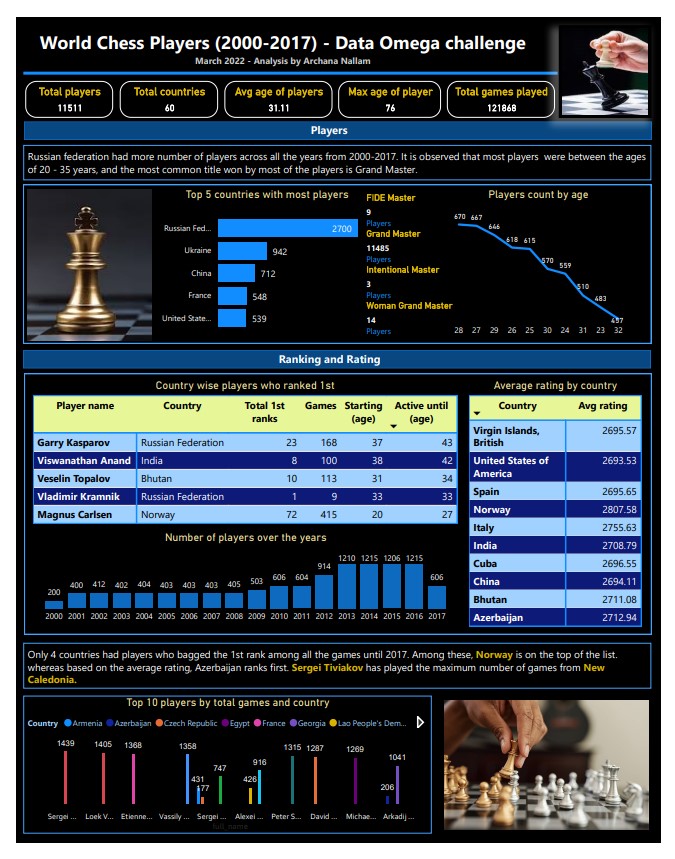 World Chess Players (2000-2017) - Data Omega challenge
March 2022 - Analysis by Archana Nallam
Total players
11511
Total countries
60
Avg age of players
31.11
Max age of player
76
Total games played
121868
Players
Russian federation had more number of players across all the years from 2000-2017. It is observed that most players were between the ages
of 20 - 35 years, and the most common title won by most of the players is Grand Master.
Top 5 countries with most players
Russian Fed... 2700
Ukraine 942
China 712
France 548
United State... 539
FIDE Master
9
Players
Grand Master
11485
Players
Intentional Master
3
Players
Woman Grand Master
14
Players
Players count by age
670 667 646 618 615 570 559 510 483 457
28 27 29 26 25 30 24 31 23 32
Ranking and Rating
Country wise players who ranked 1st
Player name Country Total 1st Games Starting Active until
ranks (age) (age)
Garry Kasparov Russian Federation 23 168 37 43
Viswanathan Anand India 8 100 38 42
Veselin Topalov Bhutan 10 113 31 34
Vladimir Kramnik Russian Federation 1 9 33 33
Magnus Carlsen Norway 72 415 20 27
Number of players over the years
200 400 412 402 404 403 403 403 405 503 606 604 914 1210 1215 1206 1215 606
2000 2001 2002 2003 2004 2005 2006 2007 2008 2009 2010 2011 2012 2013 2014 2015 2016 2017
Average rating by country
Country Avg rating
Virgin Islands, 2695.57
British
United States of 2693.53
America
Spain 2695.65
Norway 2807.58
Italy 2755.63
India 2708.79
Cuba 2696.55
China 2694.11
Bhutan 2711.08
Azerbaijan 2712.94
Only 4 countries had players who bagged the 1st rank among all the games until 2017. Among these, Norway is on the top of the list.
whereas based on the average rating, Azerbaijan ranks first. Sergei Tiviakov has played the maximum number of games from New
Caledonia.
Top 10 players by total games and country
Country Armenia Azerbaijan Czech Republic Egypt France Georgia Lao People's Dem...
1439 1405 1368 1358 431 177 747 426 916 1315 1287 1269 206 1041
Sergei ... Loek V... Etienne... Vassily ... Sergei ... Alexei ... Peter S... David ... Michae... Arkadij ...
full_name